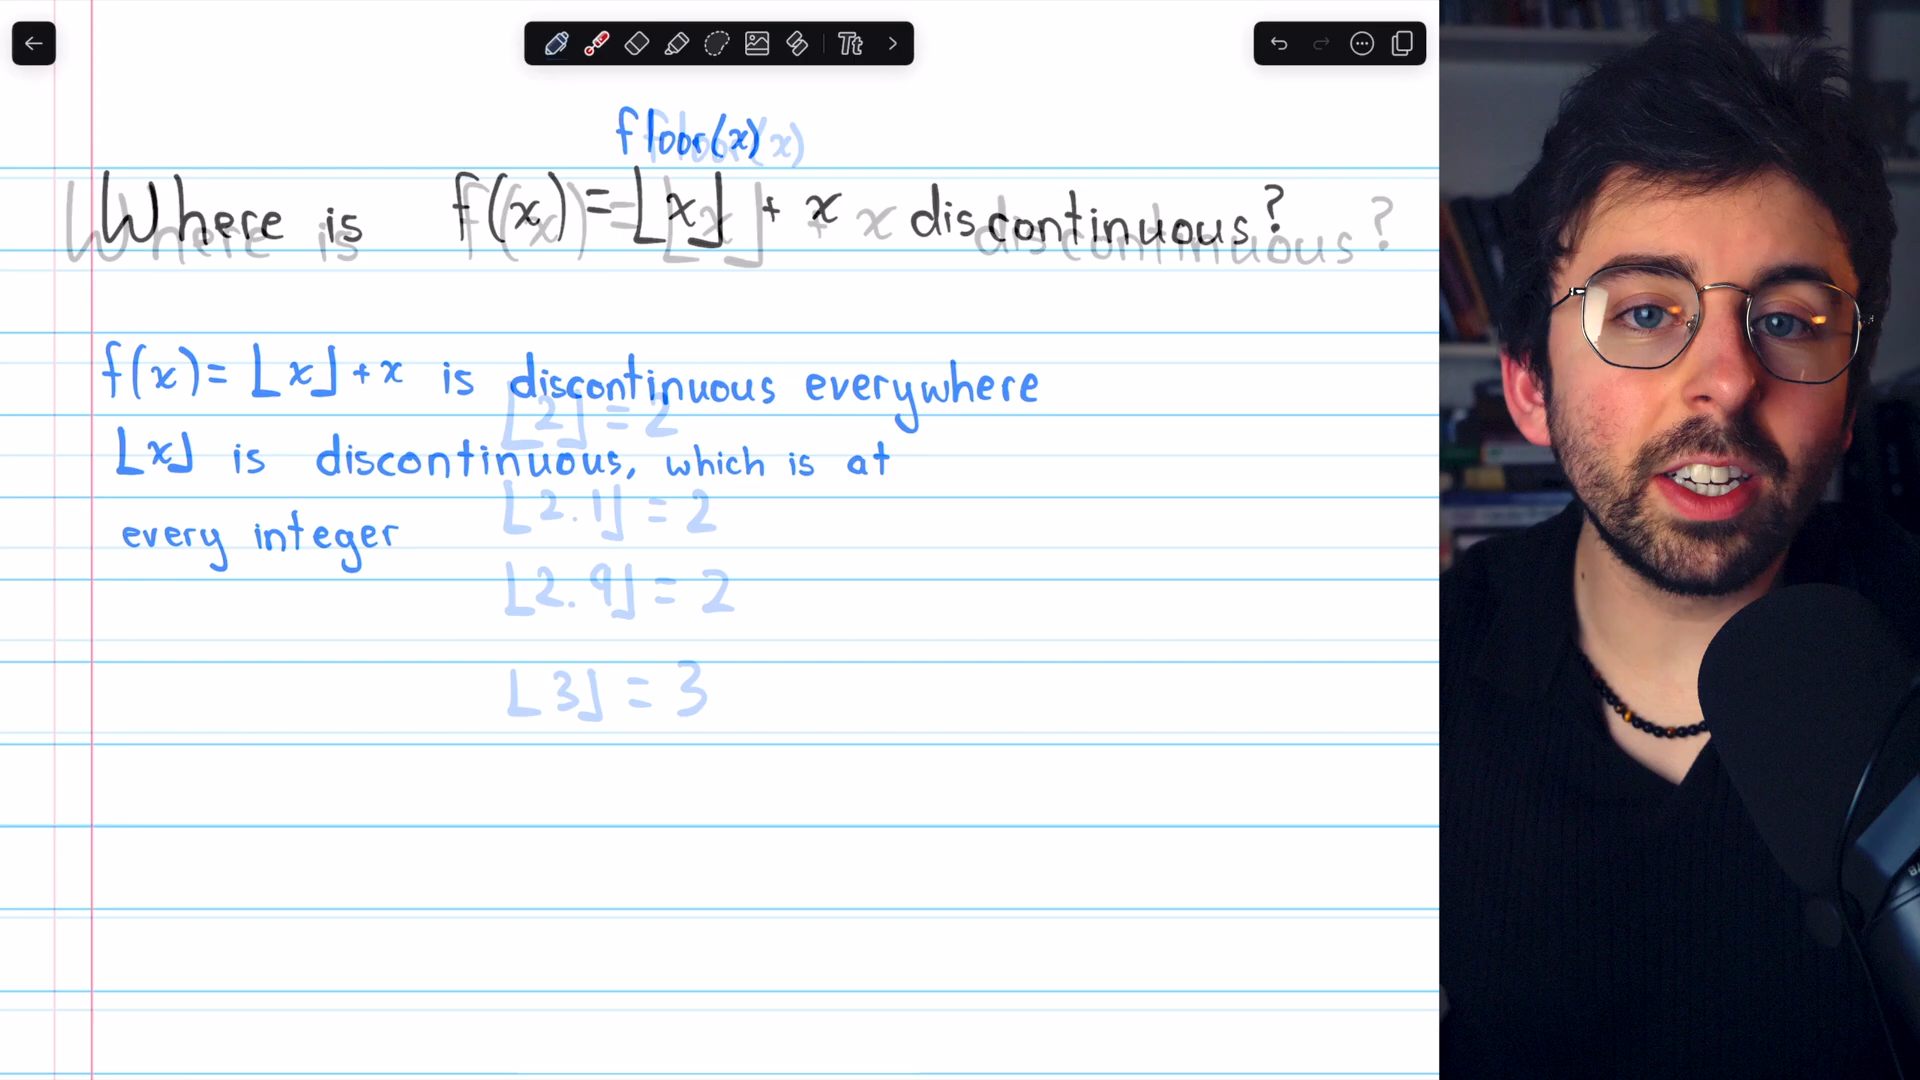 Tt
floor(x)
Where is f(x)=⌊x⌋ + x discontinuous?
f(x)= ⌊x⌋+x is discontinuous everywhere
⌊2⌋ = 2
⌊x⌋ is discontinuous, which is at
⌊2.1⌋ = 2
every integer
⌊2.9⌋ = 2
⌊3⌋ = 3